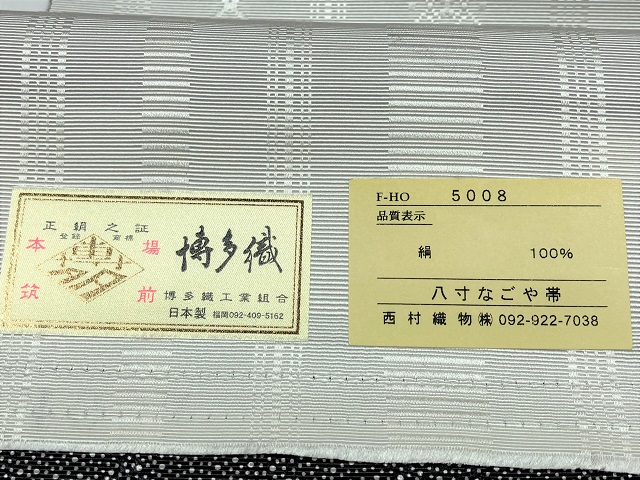 正絹之証
登録 商標
本場
筑前
博多織
博多織工業組合
日本製 福岡092-409-5162
F-HO 5008
品質表示
絹 100%
八寸なごや帯
西村織物㈱ 092-922-7038